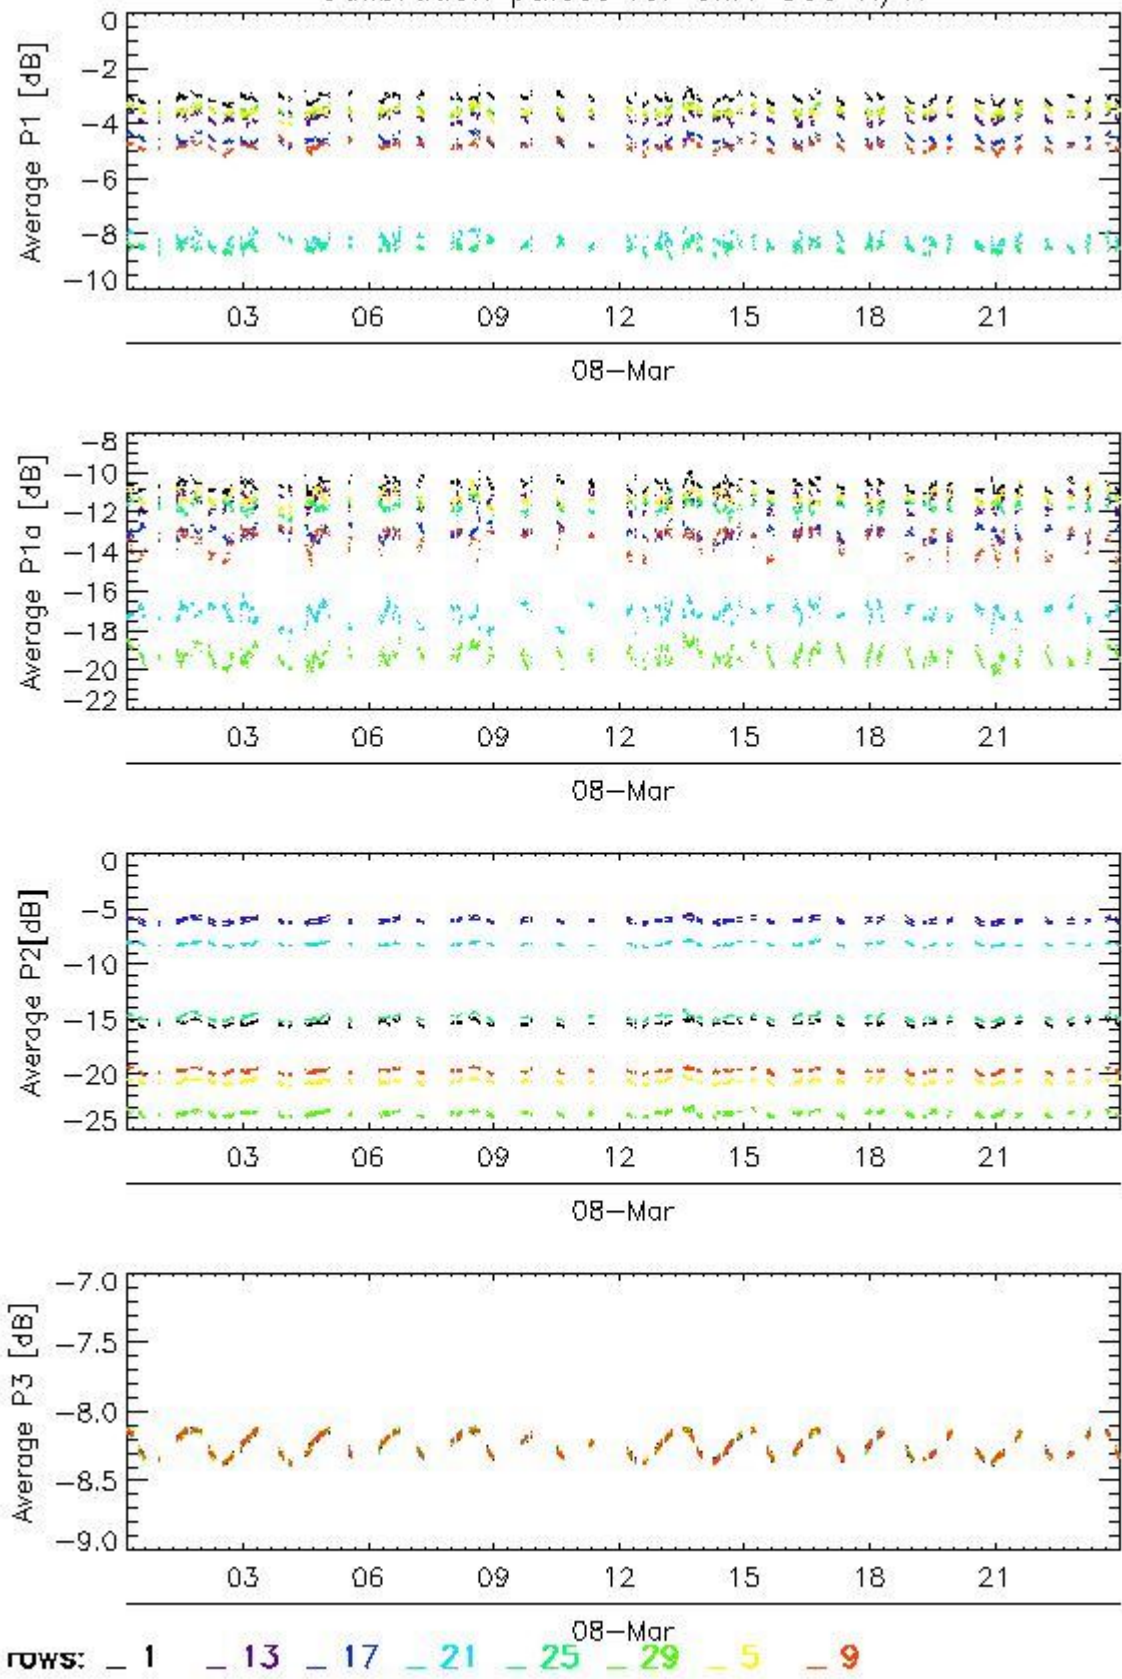 0
−2
−4
−6
−8
−10
Average P1 [dB]
03 06 09 12 15 18 21
08−Mar
−8
−10
−12
−14
−16
−18
−20
−22
Average P1a [dB]
03 06 09 12 15 18 21
08−Mar
0
−5
−10
−15
−20
−25
Average P2[dB]
03 06 09 12 15 18 21
08−Mar
−7.0
−7.5
−8.0
−8.5
−9.0
Average P3 [dB]
03 06 09 12 15 18 21
08−Mar
rows: _ 1 _ 13 _ 17 _ 21 _ 25 _ 29 _ 5 _ 9